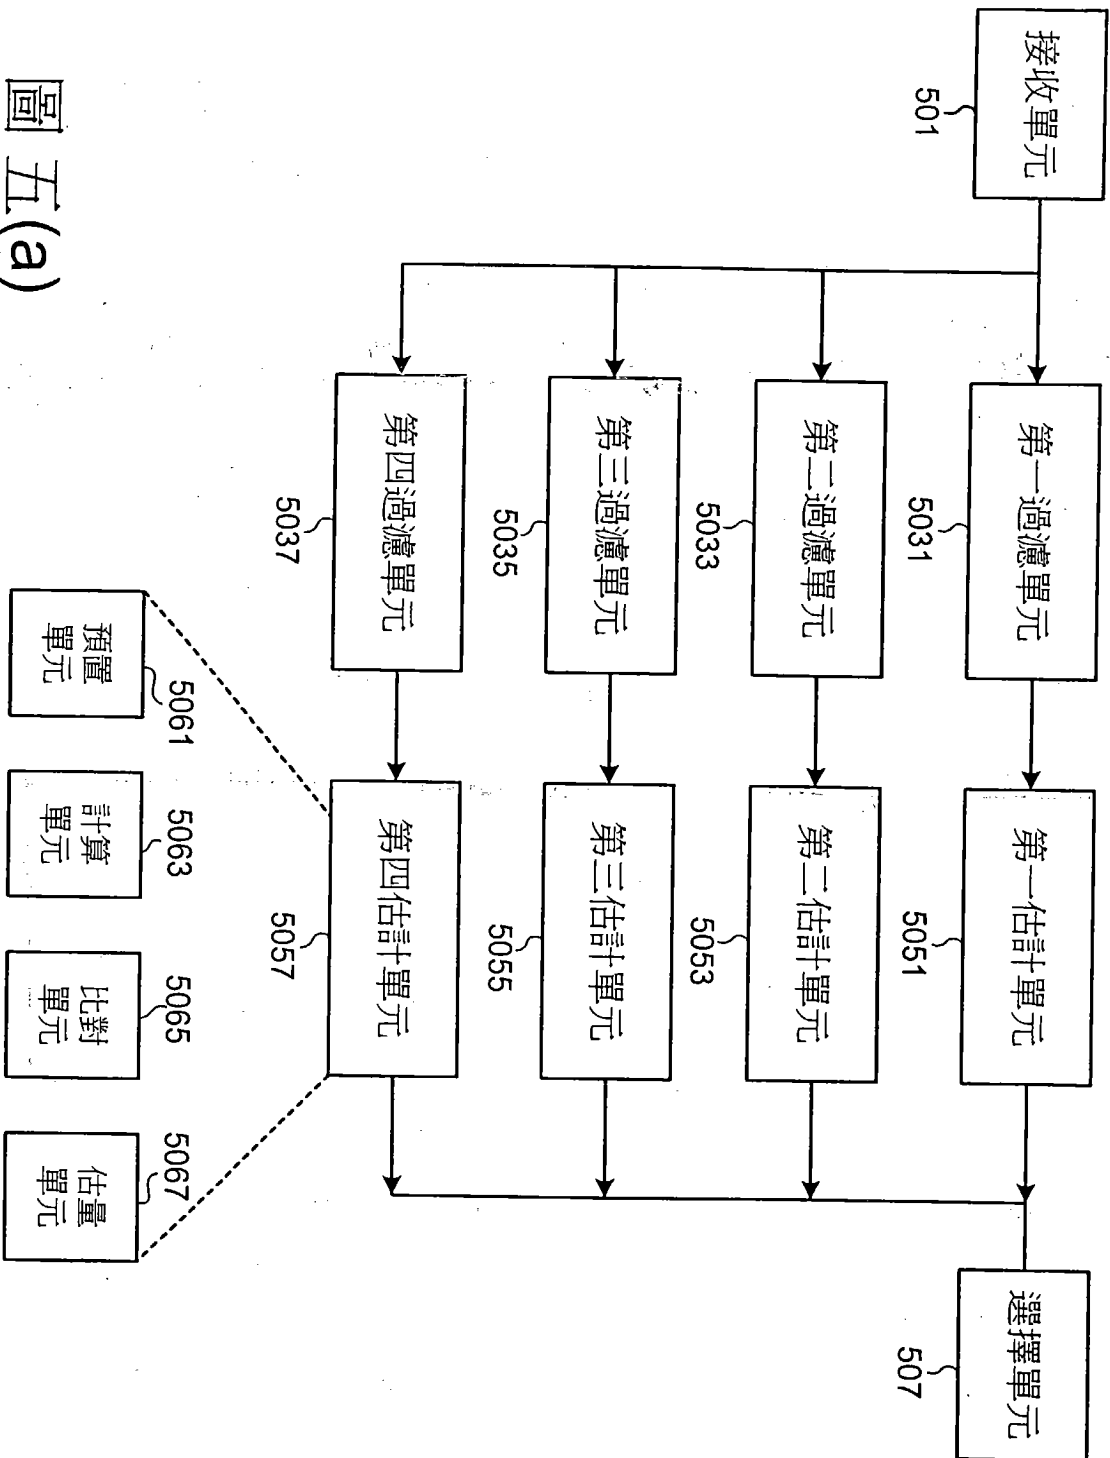 接收單元
501
第一過濾單元
5031
第一估計單元
5051
選擇單元
507
第二過濾單元
5033
第二估計單元
5053
第三過濾單元
5035
第三估計單元
5055
第四過濾單元
5037
第四估計單元
5057
預置
單元
5061
計算
單元
5063
比對
單元
5065
估量
單元
5067
圖五(a)